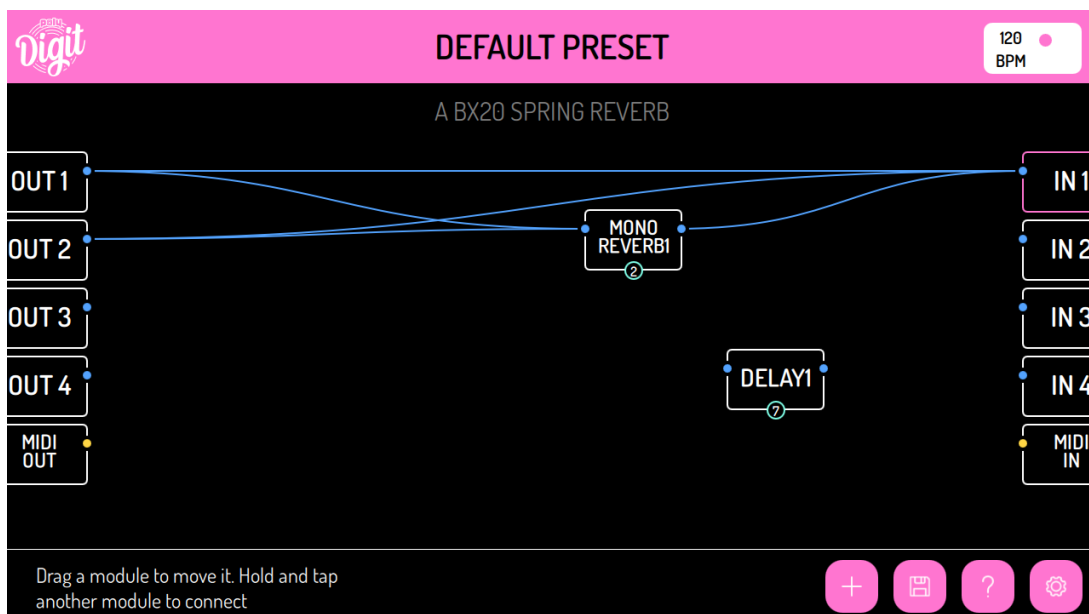 poly
Digit
DEFAULT PRESET
120
BPM
A BX20 SPRING REVERB
OUT 1
IN 1
MONO
REVERB1
2
OUT 2
IN 2
OUT 3
IN 3
OUT 4
DELAY1
7
IN 4
MIDI
OUT
MIDI
IN
Drag a module to move it. Hold and tap
another module to connect
+
?